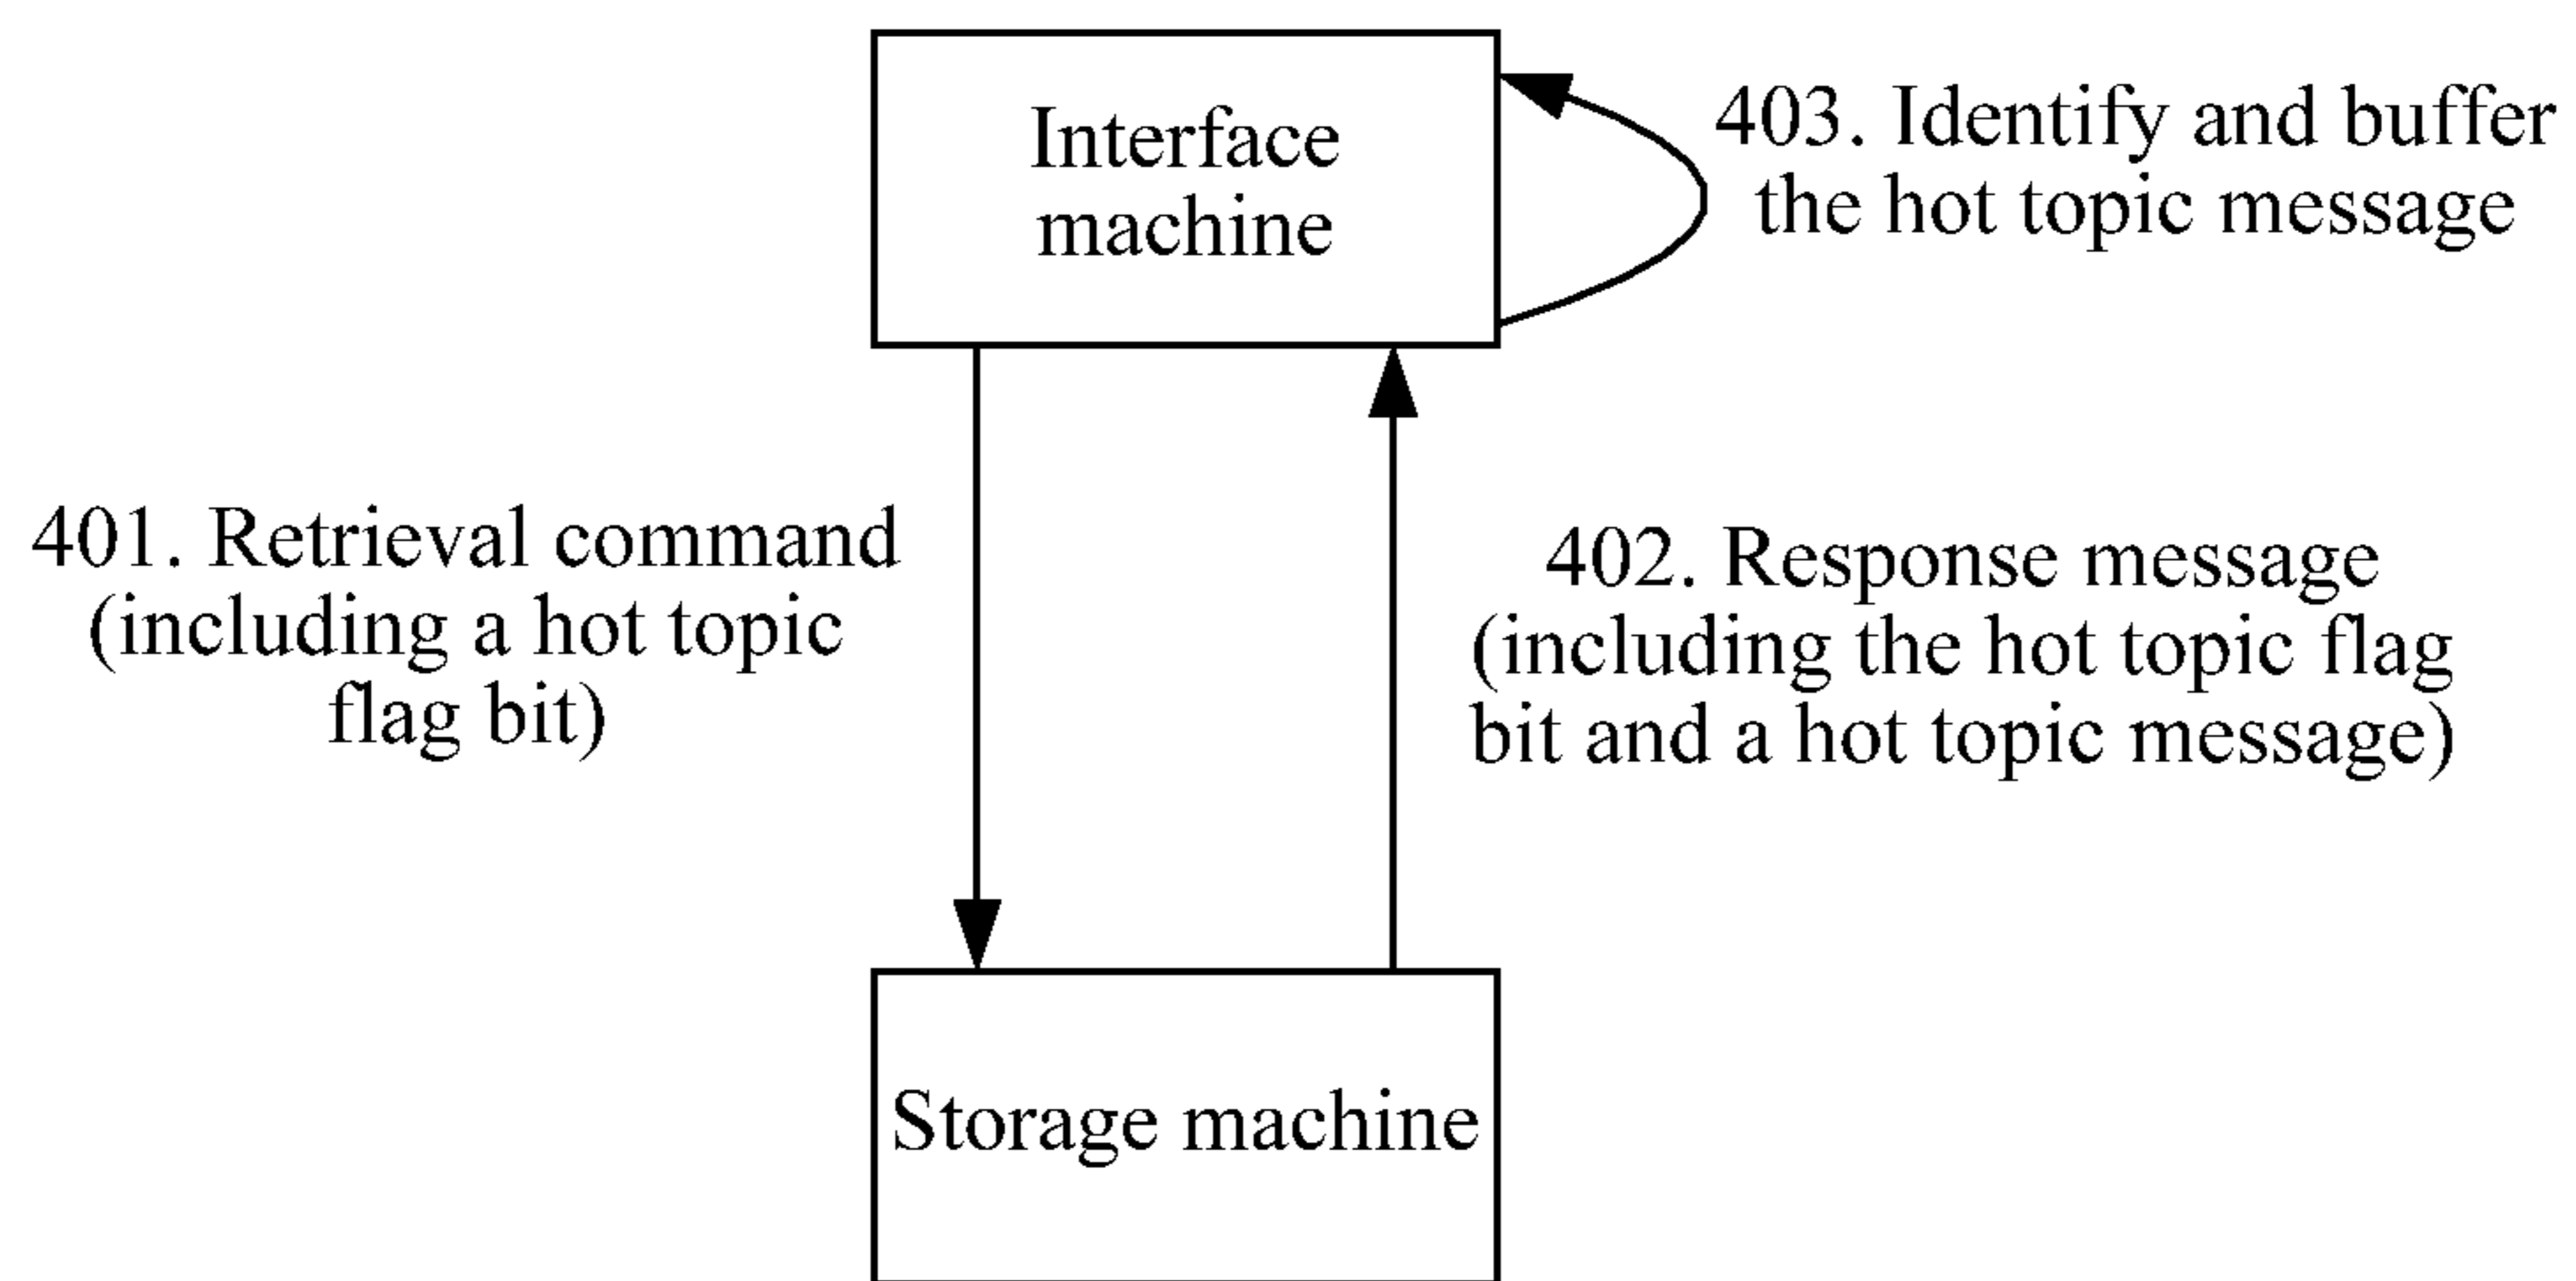 Interface
machine
403. Identify and buffer
the hot topic message
401. Retrieval command
(including a hot topic
flag bit)
402. Response message
(including the hot topic flag
bit and a hot topic message)
Storage machine